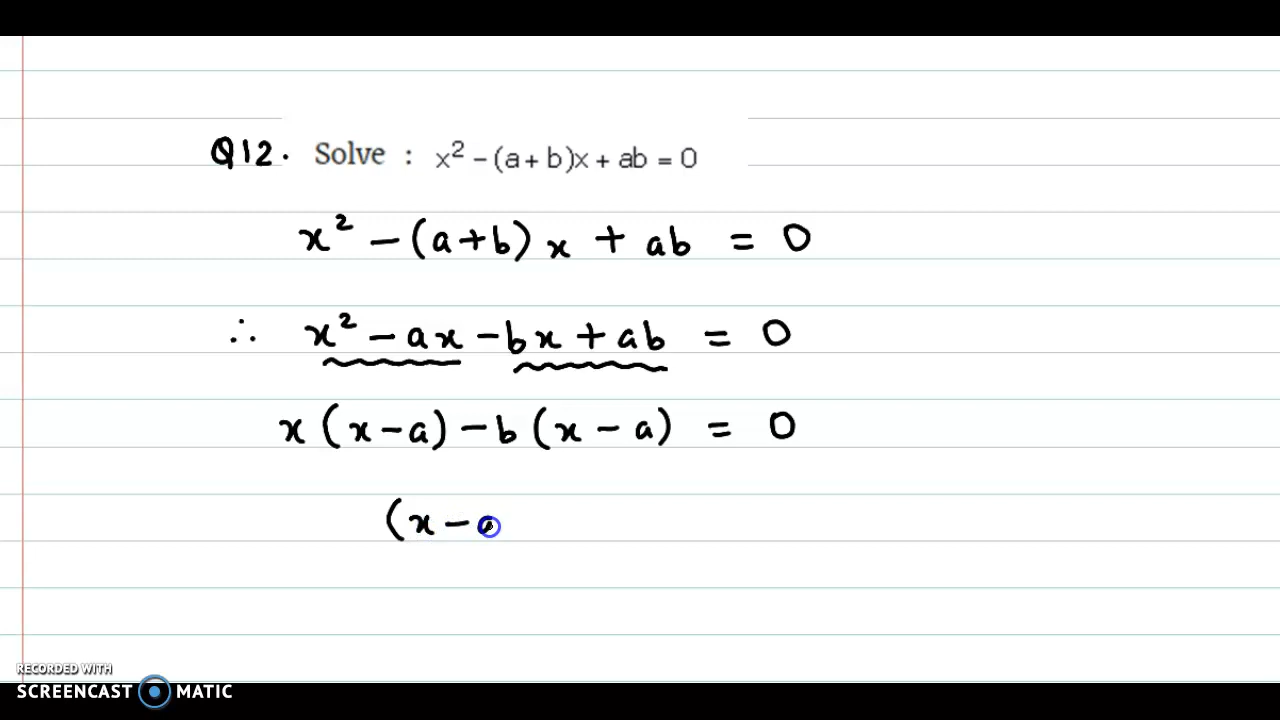 Q12. Solve : x² - (a + b)x + ab = 0
x² - (a+b) x + ab = 0
∴ x² - ax - bx + ab = 0
x (x - a) - b (x - a) = 0
(x - a
RECORDED WITH
SCREENCAST MATIC